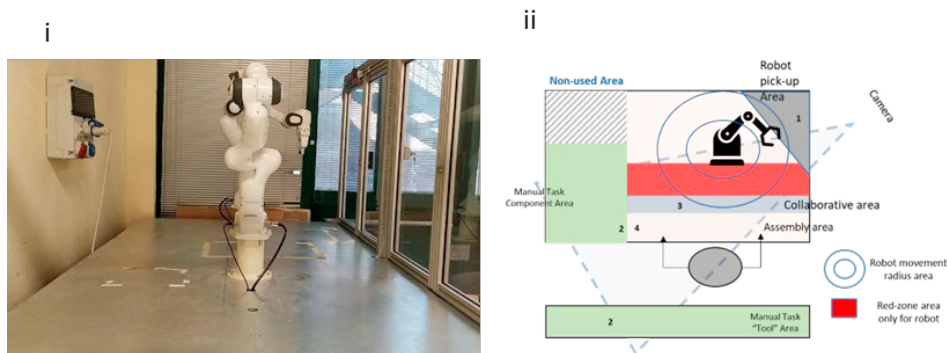 i
ii
Non-used Area
Robot
pick-up
Area
1
Camera
Manual Task
Component Area
3
Collaborative area
2
4
Assembly area
Robot movement
radius area
Red-zone area
only for robot
2
Manual Task
"Tool" Area